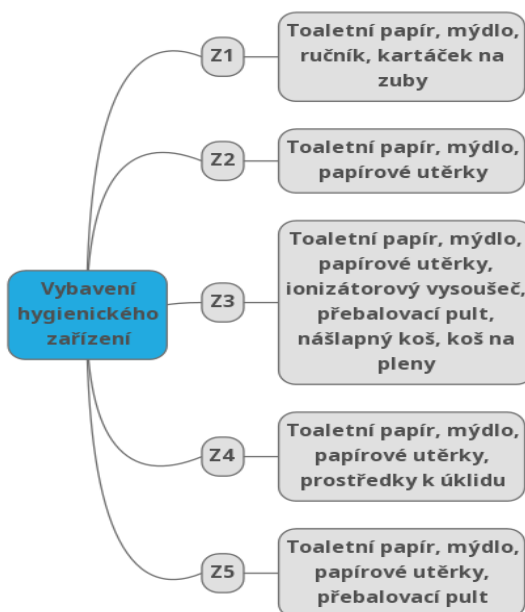 Toaletní papír, mýdlo,
ručník, kartáček na
zuby
Z1
Toaletní papír, mýdlo,
papírové utěrky
Z2
Vybavení
hygienického
zařízení
Z3
Toaletní papír, mýdlo,
papírové utěrky,
ionizátorový vysoušeč,
přebalovací pult,
nášlapný koš, koš na
pleny
Z4
Toaletní papír, mýdlo,
papírové utěrky,
prostředky k úklidu
Z5
Toaletní papír, mýdlo,
papírové utěrky,
přebalovací pult